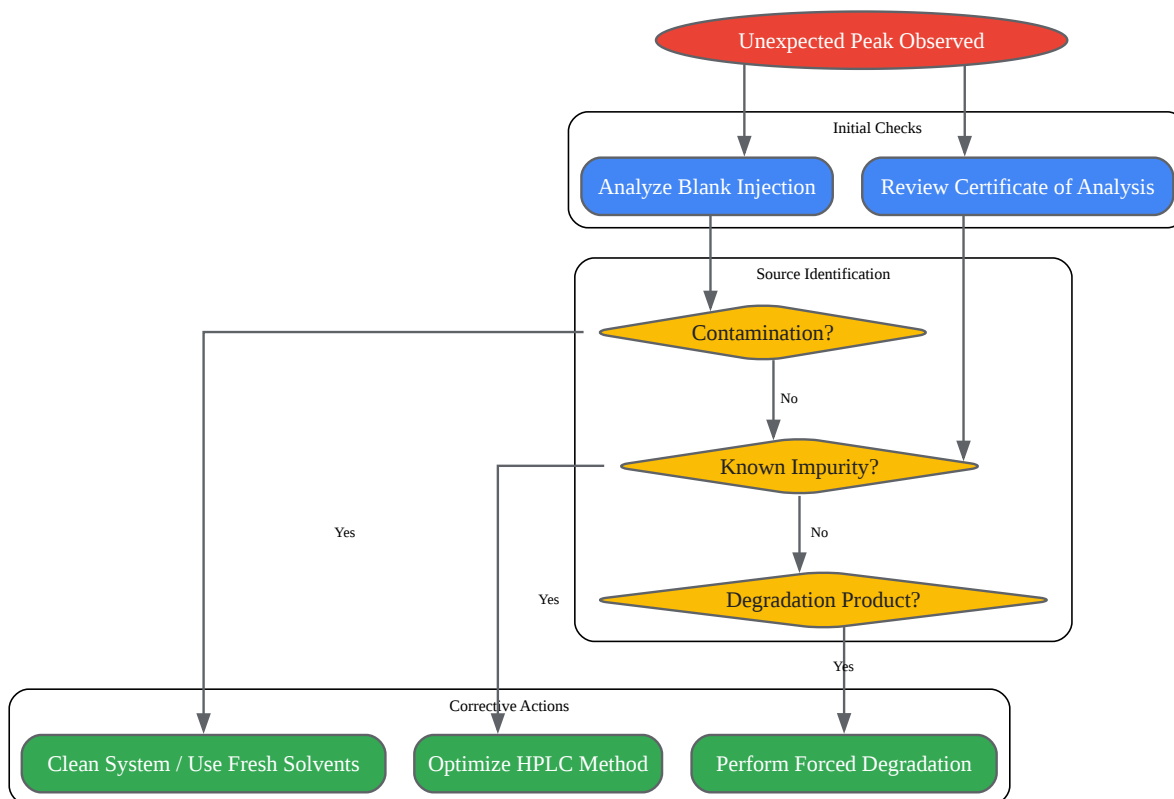 Unexpected Peak Observed
Initial Checks
Analyze Blank Injection
Review Certificate of Analysis
Source Identification
Contamination?
No
Known Impurity?
Yes
No
Yes
Degradation Product?
Yes
Corrective Actions
Clean System / Use Fresh Solvents
Optimize HPLC Method
Perform Forced Degradation